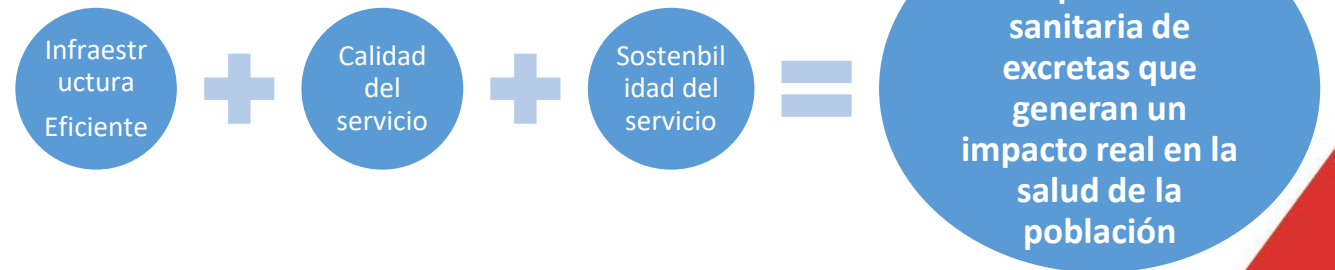 Infraestr
uctura
Eficiente
Calidad
del
servicio
Sostenbil
idad del
servicio
sanitaria de
excretas que
generan un
impacto real en la
salud de la
población